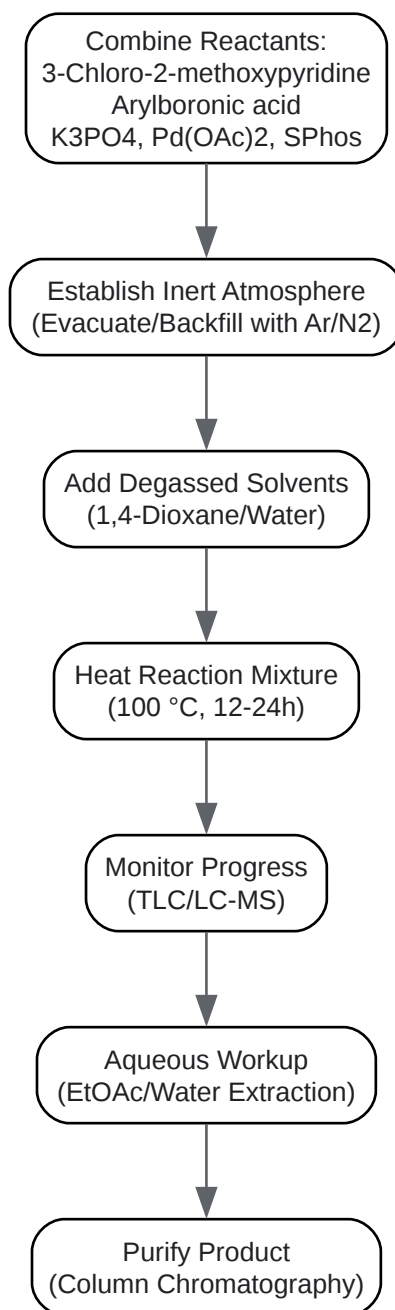 Combine Reactants:
3-Chloro-2-methoxypyridine
Arylboronic acid
K3PO4, Pd(OAc)2, SPhos
Establish Inert Atmosphere
(Evacuate/Backfill with Ar/N2)
Add Degassed Solvents
(1,4-Dioxane/Water)
Heat Reaction Mixture
(100 °C, 12-24h)
Monitor Progress
(TLC/LC-MS)
Aqueous Workup
(EtOAc/Water Extraction)
Purify Product
(Column Chromatography)